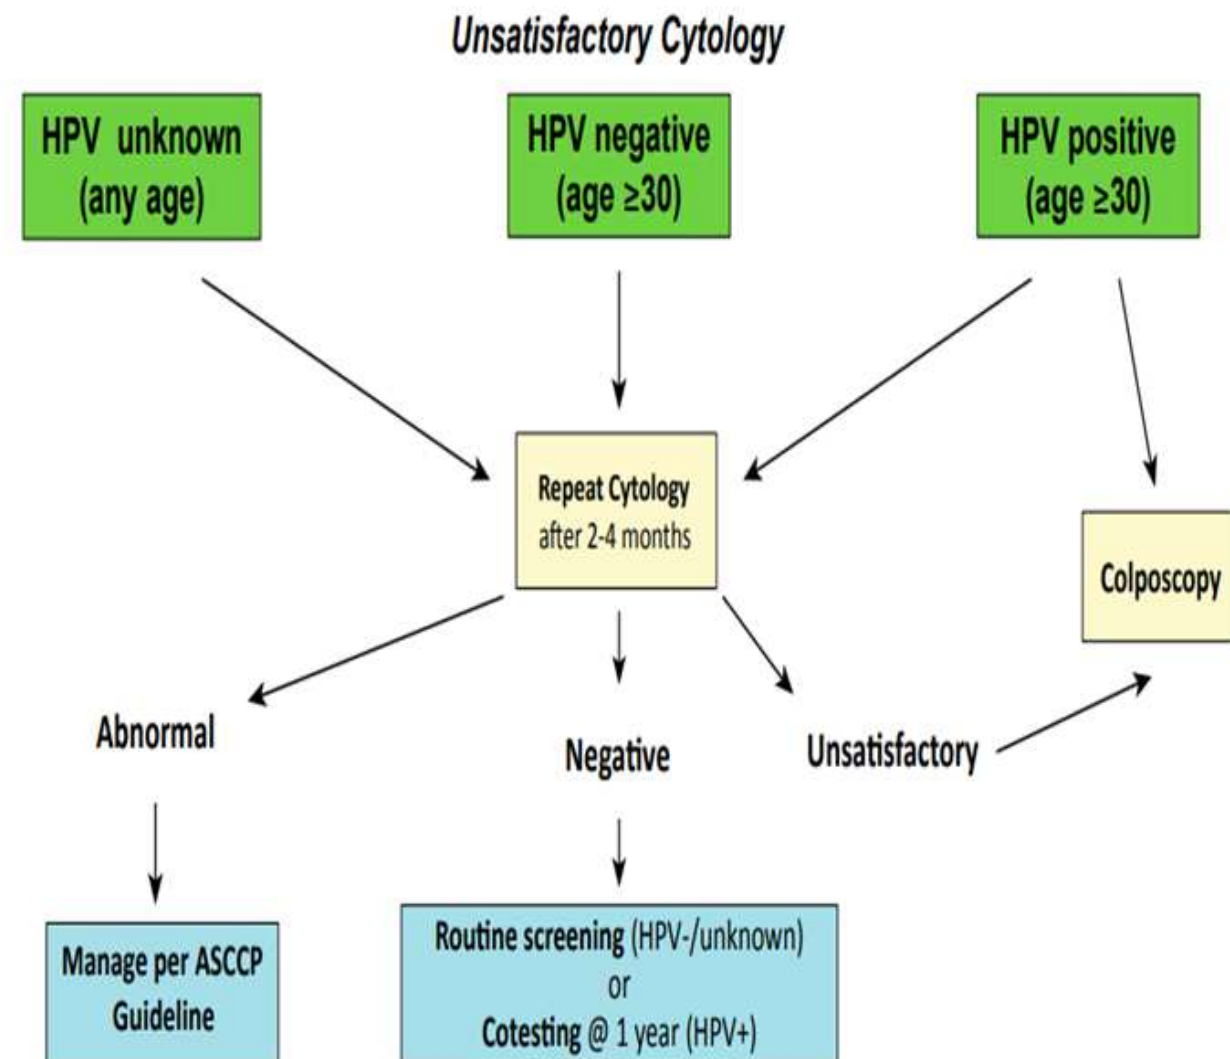 Unsatisfactory Cytology
HPV unknown
(any age)
HPV negative
(age ≥30)
HPV positive
(age ≥30)
Repeat Cytology
after 2-4 months
Colposcopy
Abnormal
Negative
Unsatisfactory
Manage per ASCCP
Guideline
Routine screening (HPV-/unknown)
or
Cotesting @ 1 year (HPV+)